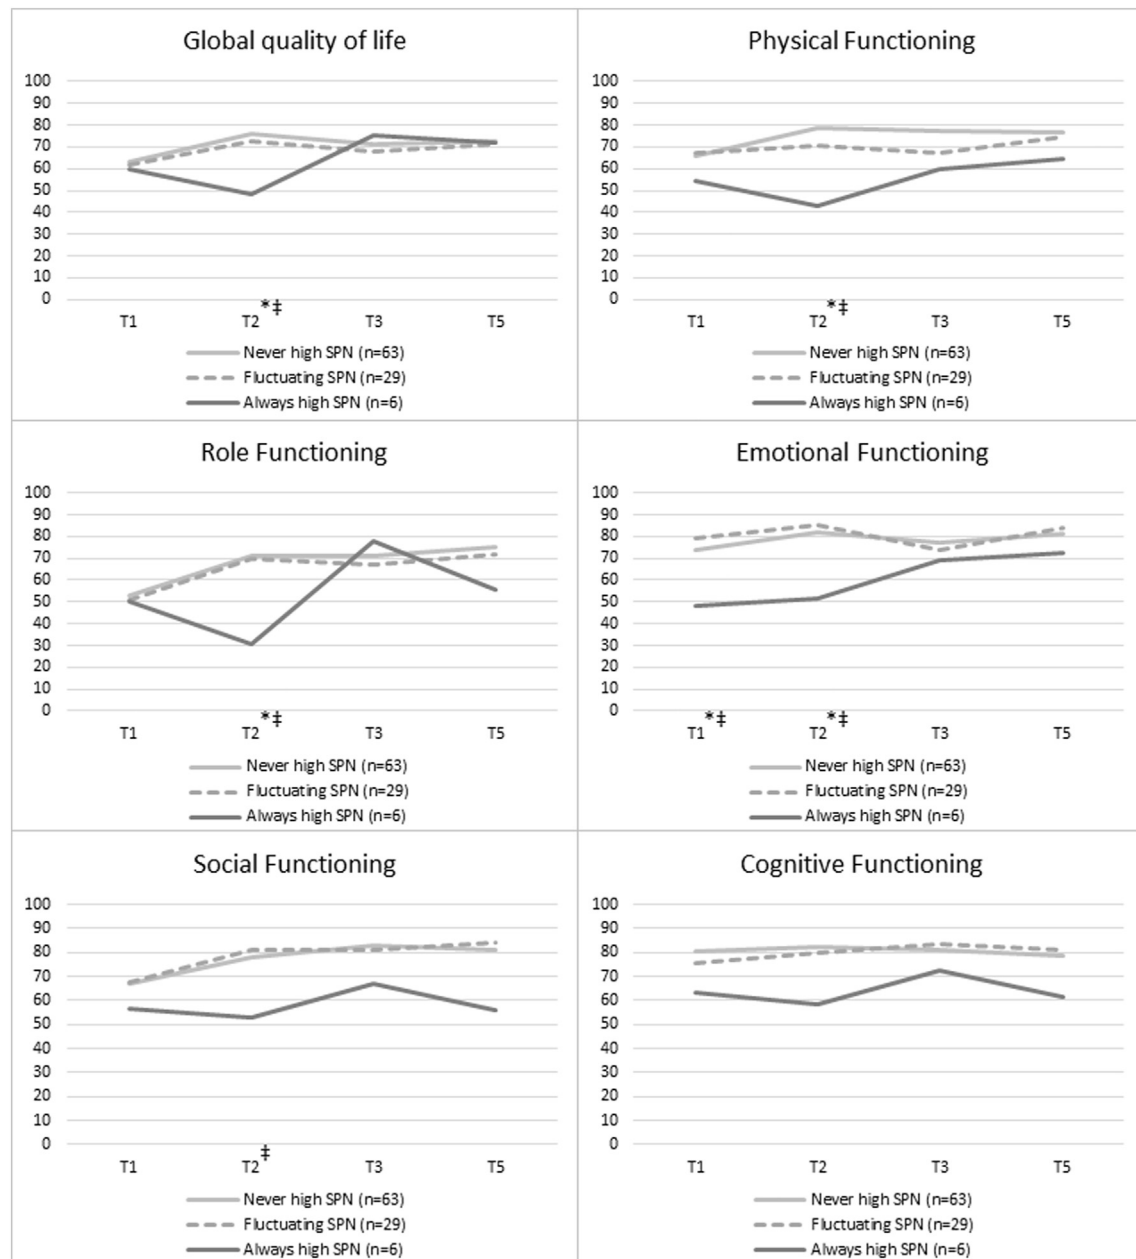 Global quality of life
100
90
80
70
60
50
40
30
20
10
0
T1 T2*‡ T3 T5
Never high SPN (n=63)
Fluctuating SPN (n=29)
Always high SPN (n=6)
Physical Functioning
100
90
80
70
60
50
40
30
20
10
0
T1 T2*‡ T3 T5
Never high SPN (n=63)
Fluctuating SPN (n=29)
Always high SPN (n=6)
Role Functioning
100
90
80
70
60
50
40
30
20
10
0
T1 T2*‡ T3 T5
Never high SPN (n=63)
Fluctuating SPN (n=29)
Always high SPN (n=6)
Emotional Functioning
100
90
80
70
60
50
40
30
20
10
0
T1*‡ T2*‡ T3 T5
Never high SPN (n=63)
Fluctuating SPN (n=29)
Always high SPN (n=6)
Social Functioning
100
90
80
70
60
50
40
30
20
10
0
T1 T2‡ T3 T5
Never high SPN (n=63)
Fluctuating SPN (n=29)
Always high SPN (n=6)
Cognitive Functioning
100
90
80
70
60
50
40
30
20
10
0
T1 T2 T3 T5
Never high SPN (n=63)
Fluctuating SPN (n=29)
Always high SPN (n=6)